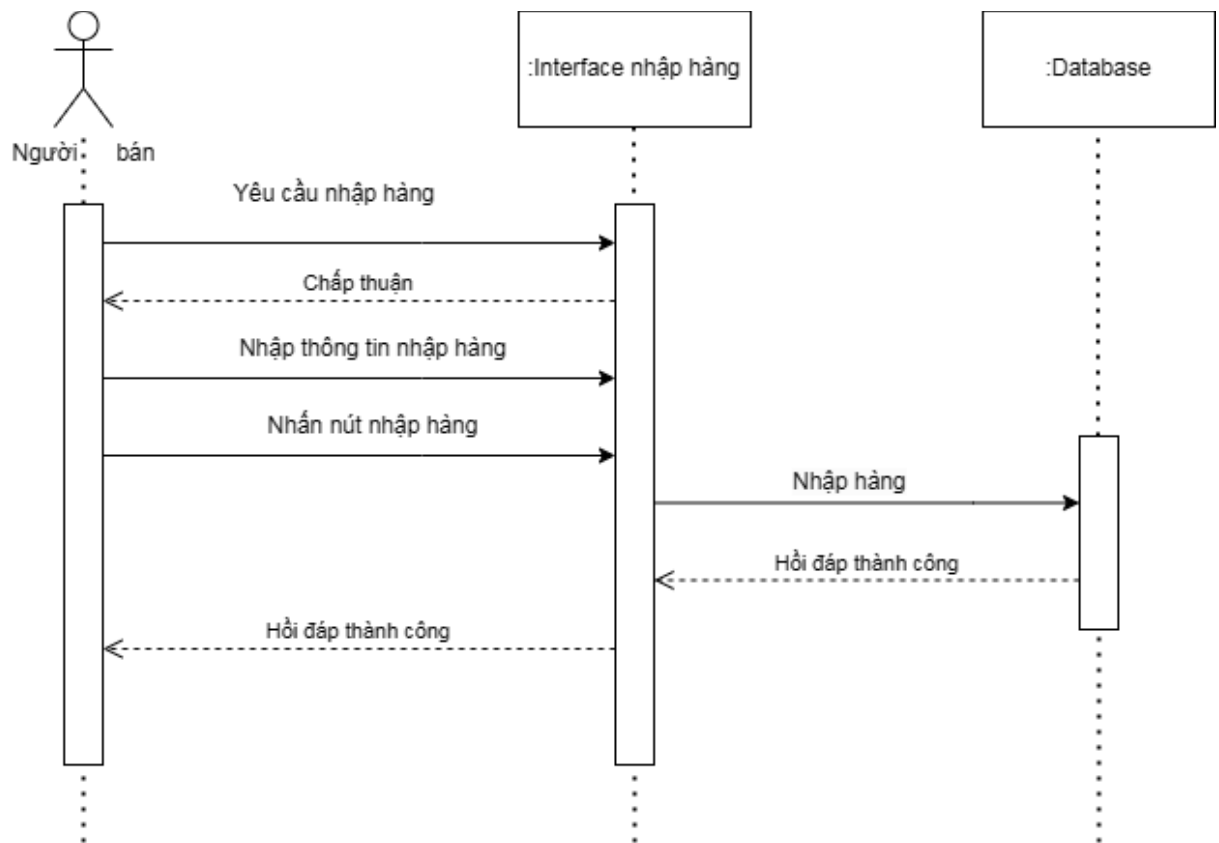 :Interface nhập hàng
:Database
Người bán
Yêu cầu nhập hàng
Chấp thuận
Nhập thông tin nhập hàng
Nhấn nút nhập hàng
Nhập hàng
Hồi đáp thành công
Hồi đáp thành công